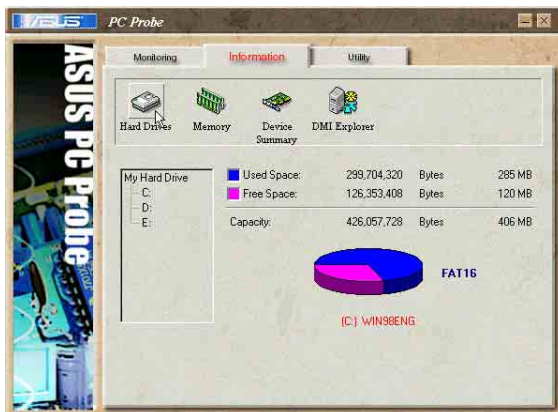 ASUS PC Probe
Monitoring Information Utility
Hard Drives Memory Device Summary DMI Explorer
ASUS PC Probe
My Hard Drive
C:
D:
E:
Used Space: 299,704,320 Bytes 285 MB
Free Space: 126,353,408 Bytes 120 MB
Capacity: 426,057,728 Bytes 406 MB
FAT16
(C:) WIN98ENG